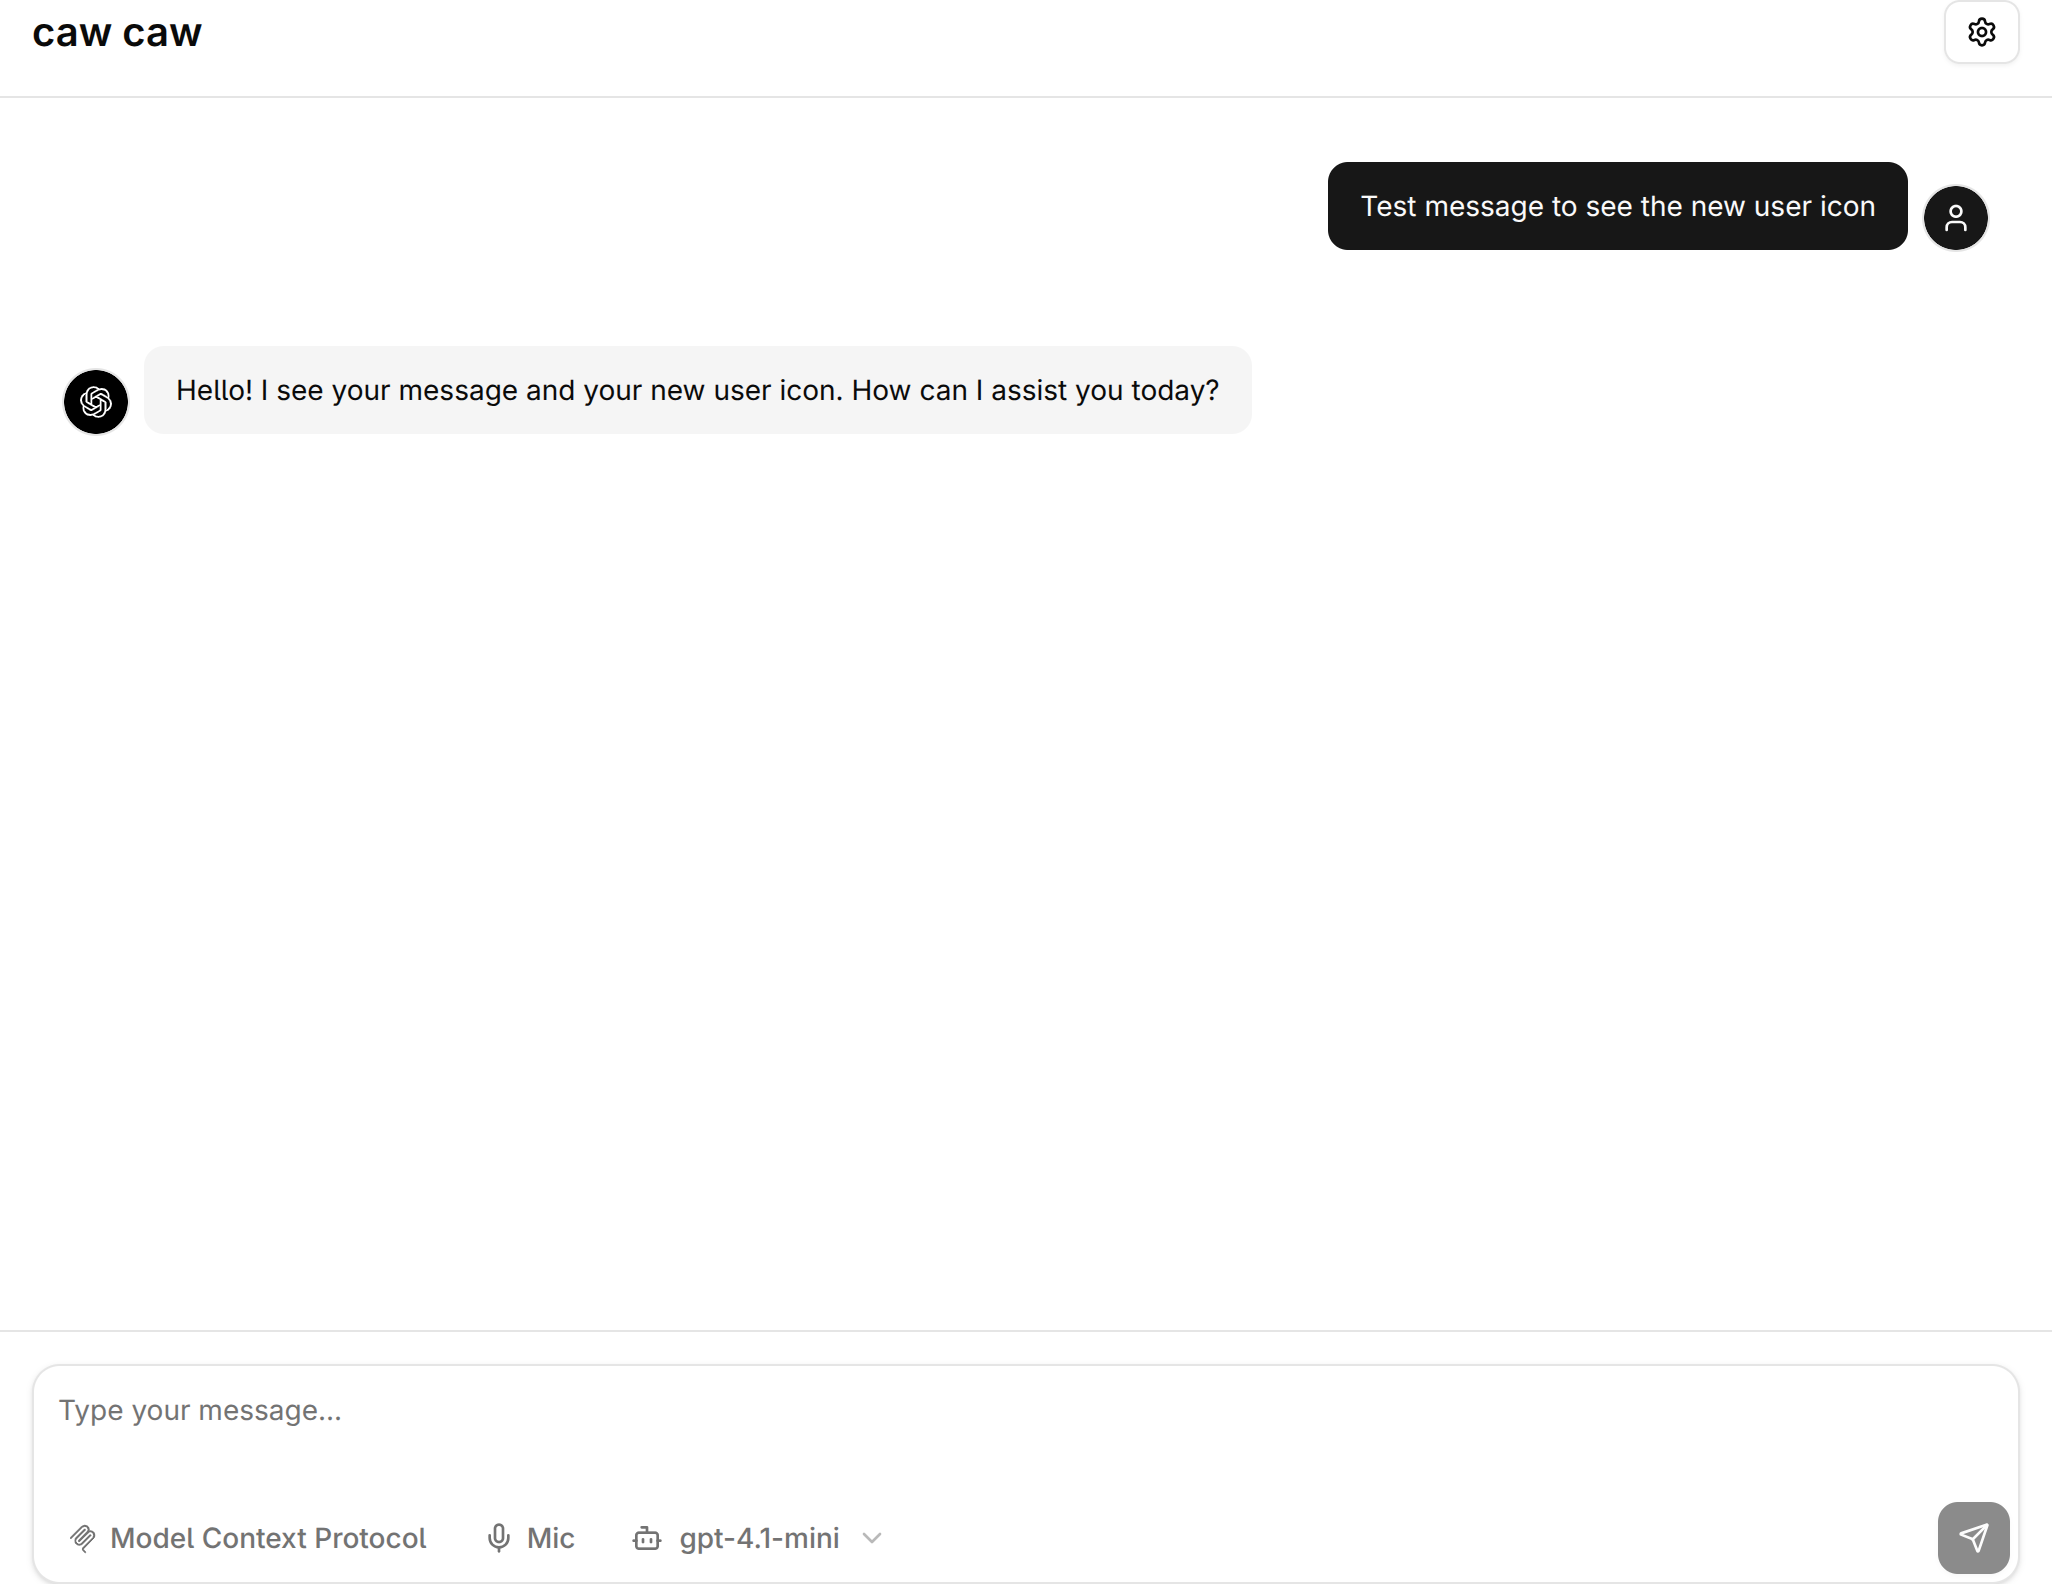 caw caw
Test message to see the new user icon
Hello! I see your message and your new user icon. How can I assist you today?
Type your message...
Model Context Protocol
Mic
gpt-4.1-mini